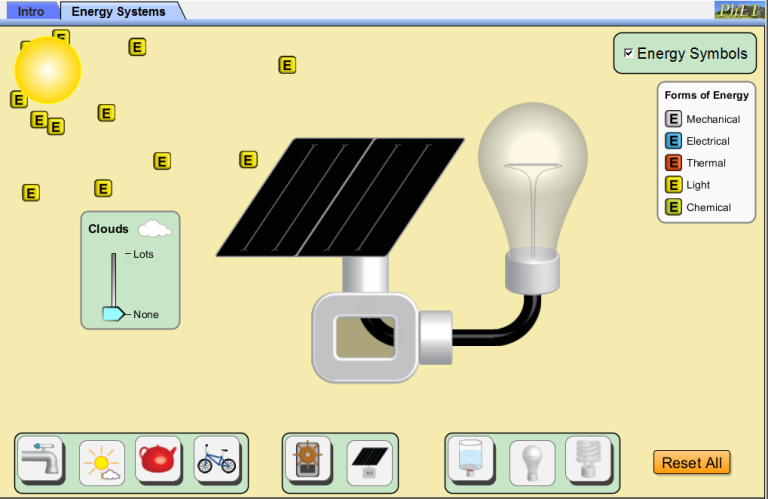 Intro
Energy Systems
PhET
E
E
E
E
E
E
E
E
E
E
E
Energy Symbols
Forms of Energy
E Mechanical
E Electrical
E Thermal
E Light
E Chemical
Clouds
Lots
None
Reset All